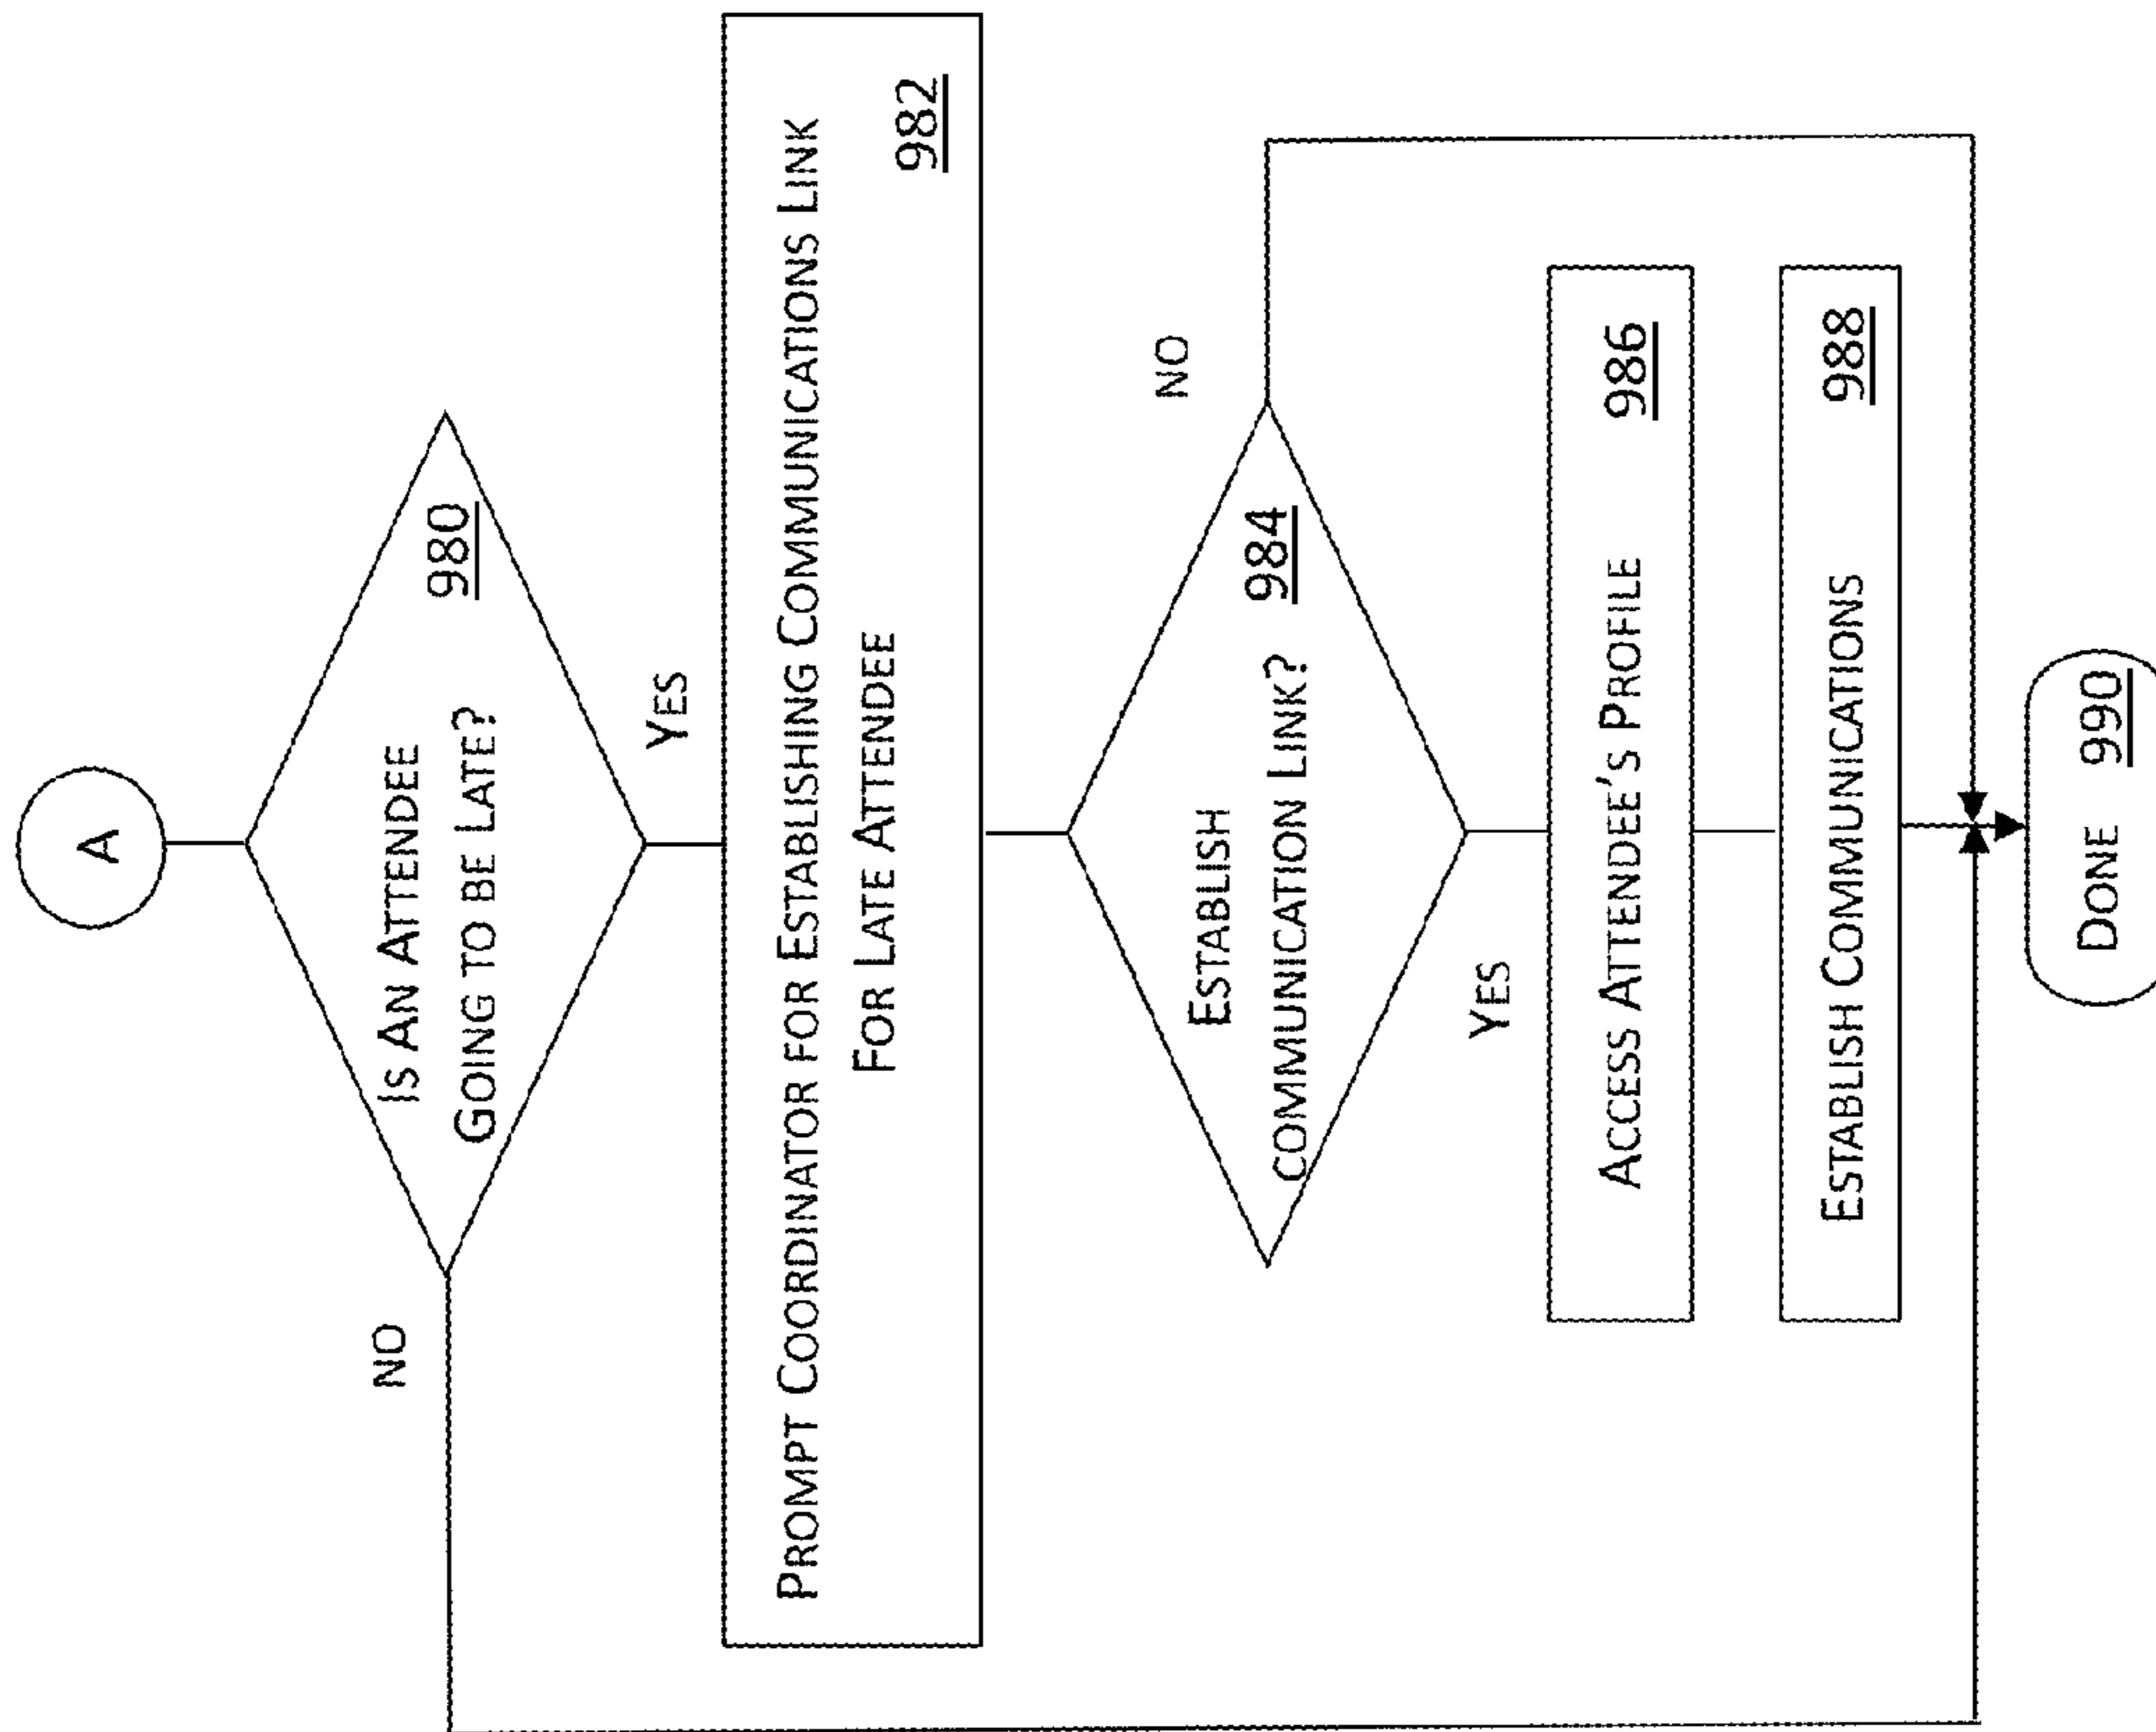 A
IS AN ATTENDEE
GOING TO BE LATE?
980
NO
YES
PROMPT COORDINATOR FOR ESTABLISHING COMMUNICATIONS LINK
FOR LATE ATTENDEE
982
ESTABLISH
COMMUNICATION LINK?
984
NO
YES
ACCESS ATTENDEE'S PROFILE 986
ESTABLISH COMMUNICATIONS 988
DONE 990